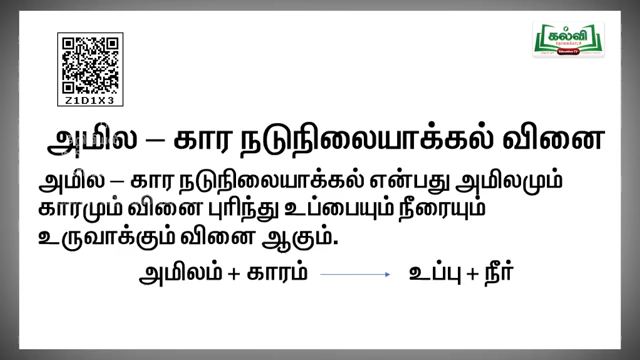 கல்வி
Z1D1X3
அமில – கார நடுநிலையாக்கல் வினை
அமில – கார நடுநிலையாக்கல் என்பது அமிலமும்
காரமும் வினை புரிந்து உப்பையும் நீரையும்
உருவாக்கும் வினை ஆகும்.
அமிலம் + காரம் → உப்பு + நீர்